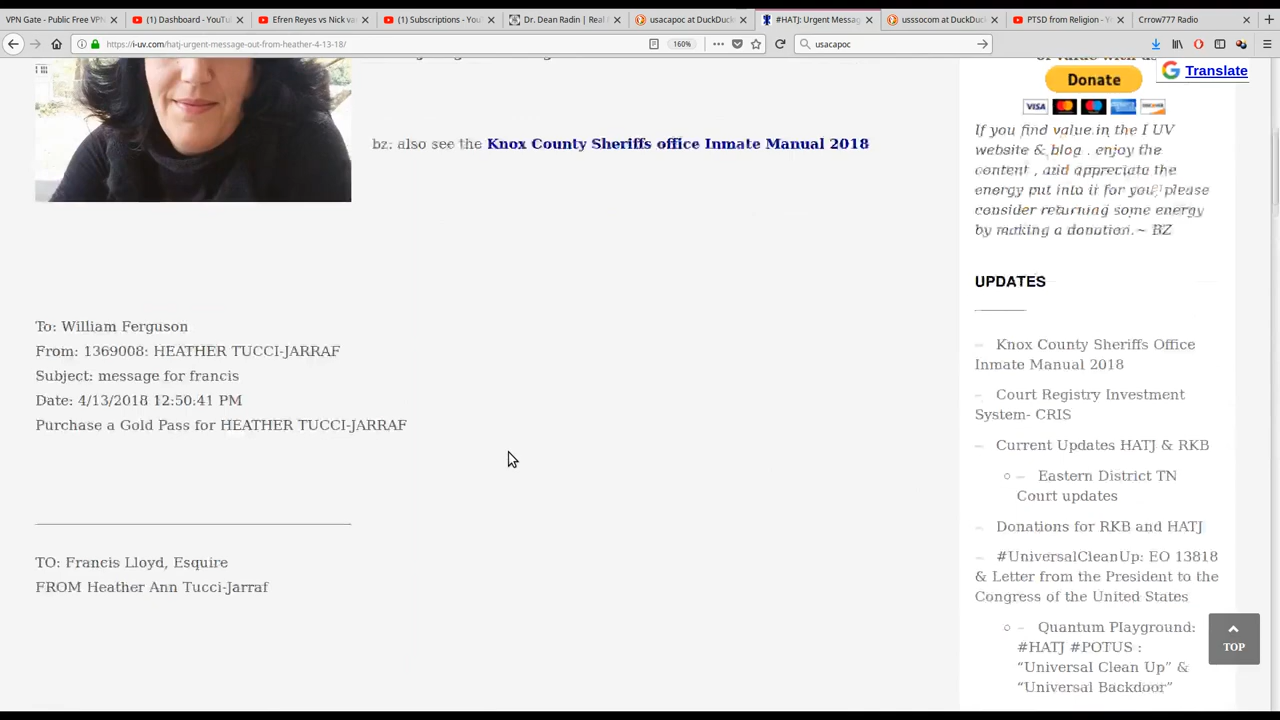 VPN Gate - Public Free VPN
(1) Dashboard - YouTu
Efren Reyes vs Nick va
(1) Subscriptions - You
Dr. Dean Radin | Real
usacapoc at DuckDuck
#HATJ: Urgent Messag
usssocom at DuckDuc
PTSD from Religion - Y
Crrow777 Radio
https://i-uv.com/hatj-urgent-message-out-from-heather-4-13-18/
160%
usacapoc
Translate
Donate
VISA
bz: also see the Knox County Sheriffs office Inmate Manual 2018
If you find value in the I UV
website & blog , enjoy the
content , and appreciate the
energy put into it for you, please
consider returning some energy
by making a donation.~ BZ
UPDATES
To: William Ferguson
From: 1369008: HEATHER TUCCI-JARRAF
Subject: message for francis
Date: 4/13/2018 12:50:41 PM
Purchase a Gold Pass for HEATHER TUCCI-JARRAF
TO: Francis Lloyd, Esquire
FROM Heather Ann Tucci-Jarraf
Knox County Sheriffs Office
Inmate Manual 2018
Court Registry Investment
System- CRIS
Current Updates HATJ & RKB
Eastern District TN
Court updates
Donations for RKB and HATJ
#UniversalCleanUp: EO 13818
& Letter from the President to the
Congress of the United States
Quantum Playground:
#HATJ #POTUS :
“Universal Clean Up” &
“Universal Backdoor”
TOP